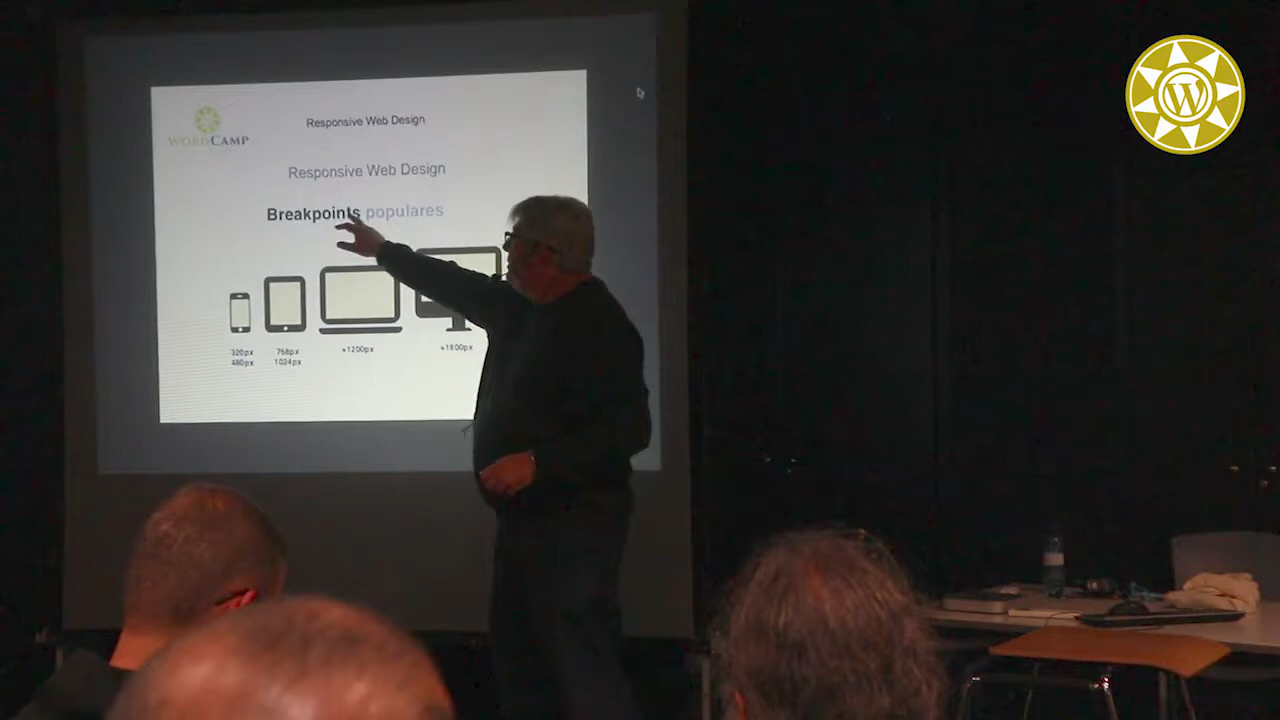 WORDCAMP
Responsive Web Design
Responsive Web Design
Breakpoints populares
320px 768px +1200px +1800px
480px 1024px
W